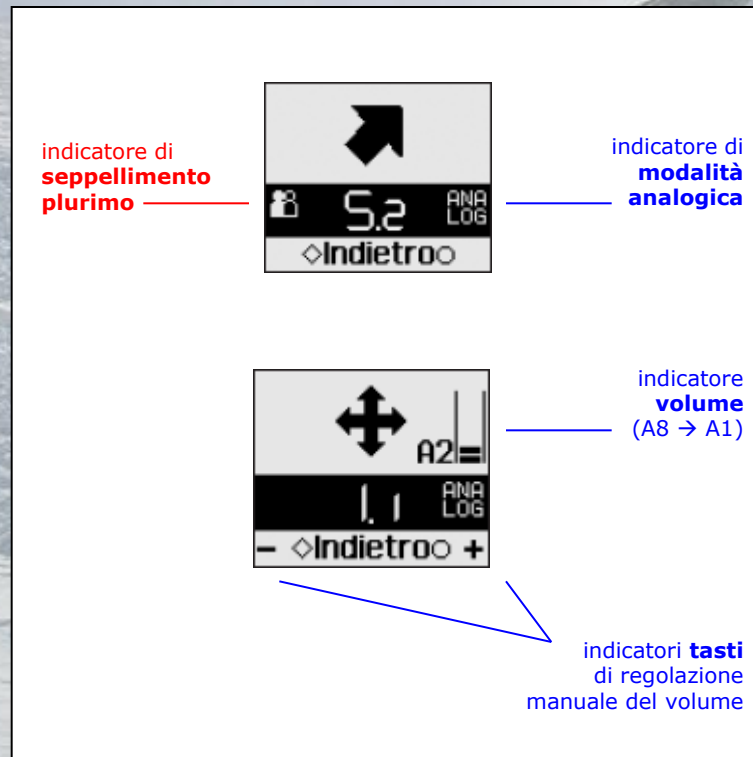 indicatore di
seppellimento
plurimo
5.2
ANA
LOG
◇Indietro○
indicatore di
modalità
analogica
A2
1.1
ANA
LOG
– ◇Indietro○ +
indicatore
volume
(A8 → A1)
indicatori tasti
di regolazione
manuale del volume